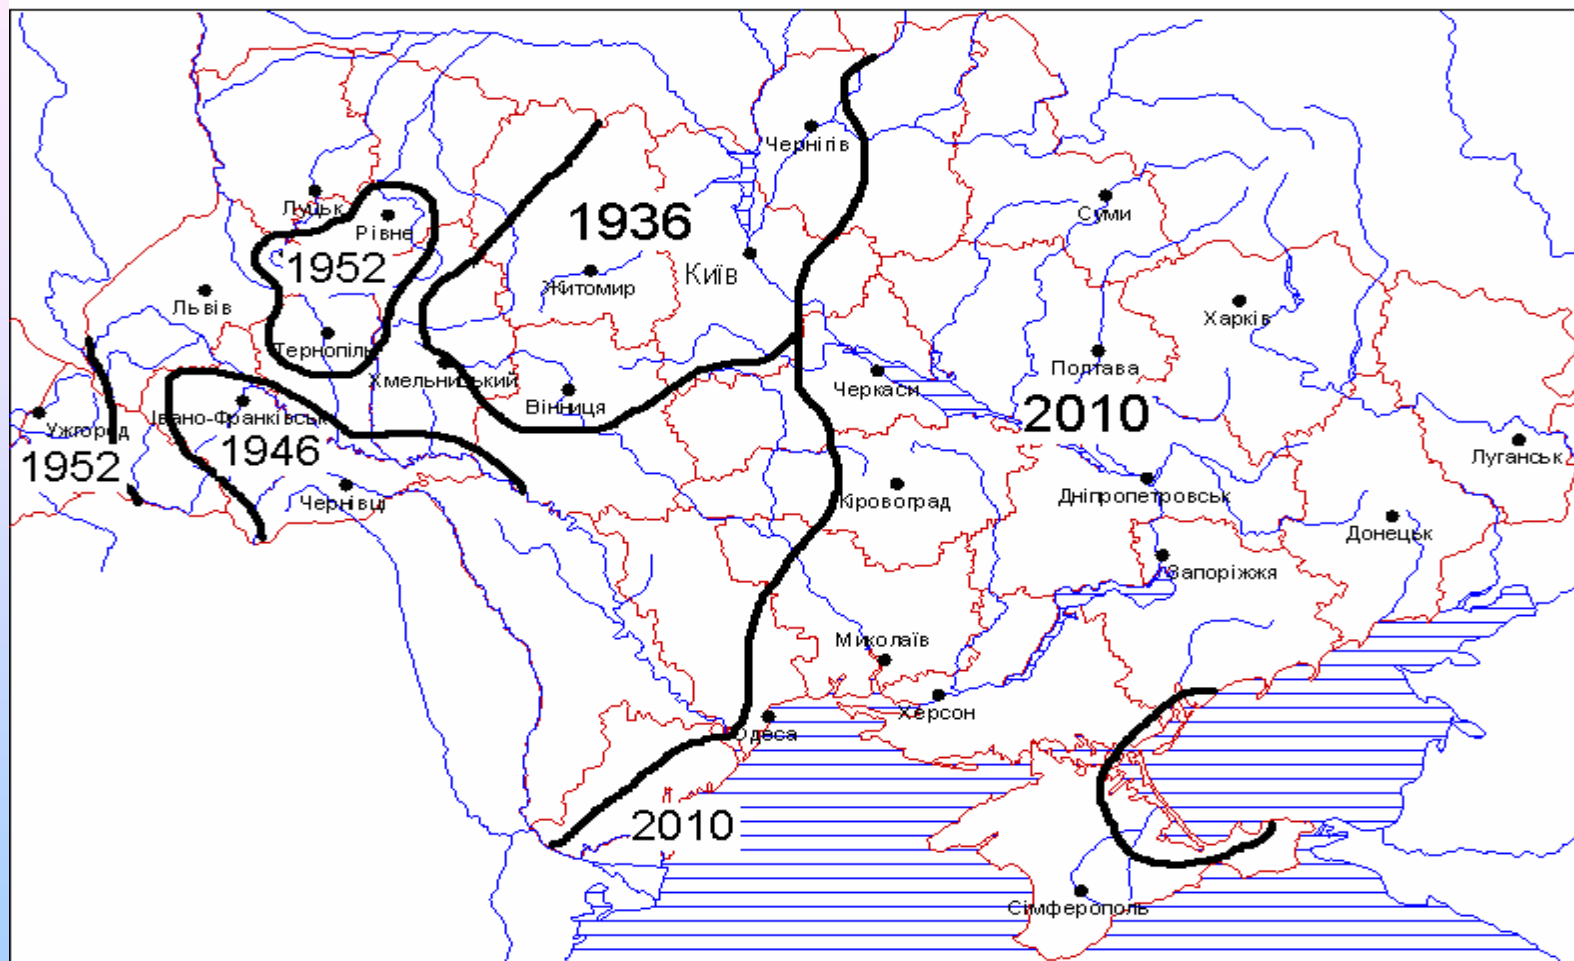 Чернігів
Луцьк
Рівне
1936
Суми
1952
Київ
Житомир
Львів
Харків
Тернопіль
Полтава
Хмельницький
Черкаси
Вінниця
2010
Івано-Франківськ
Ужгород
1946
1952
Луганськ
Чернівці
Кіровоград
Дніпропетровськ
Донецьк
Запоріжжя
Миколаїв
Херсон
Одеса
2010
Сімферополь